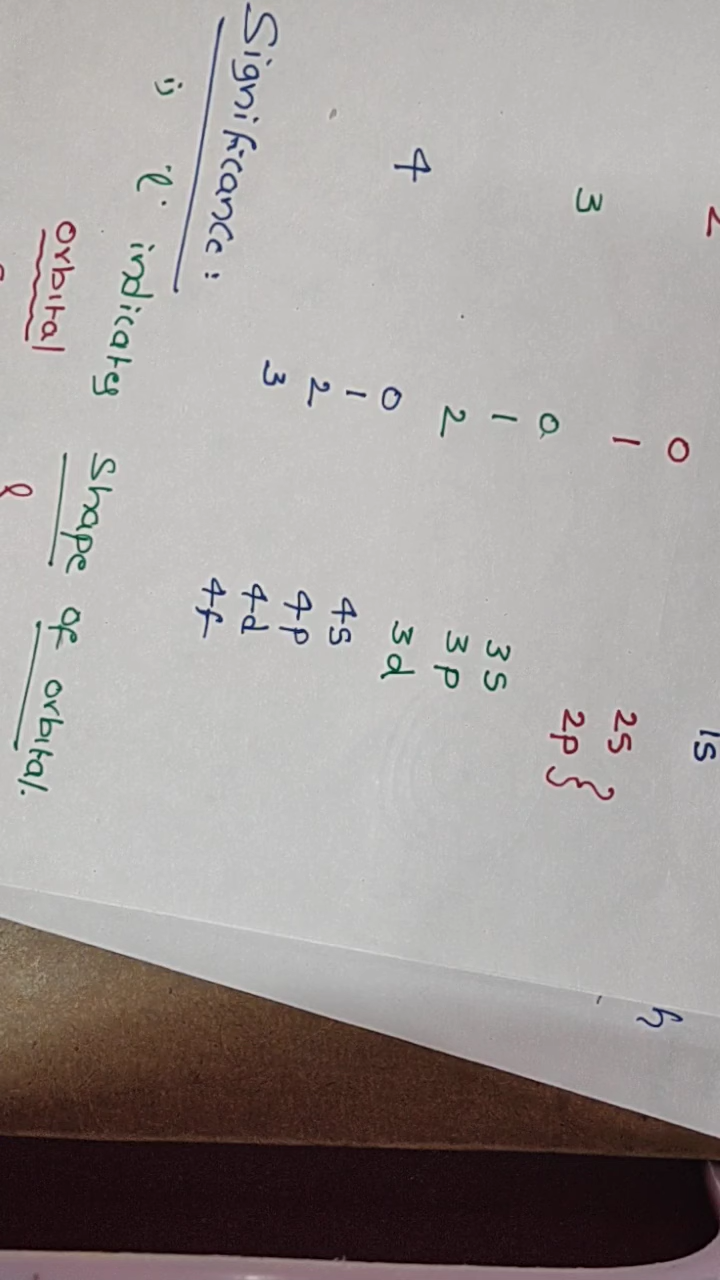 1s
2 0 2s
1 2p }
3 0 3s
1 3p
2 3d
4 0 4s
1 4p
2 4d
3 4f
Significance:
i) 'l' indicates shape of orbital.
orbital l